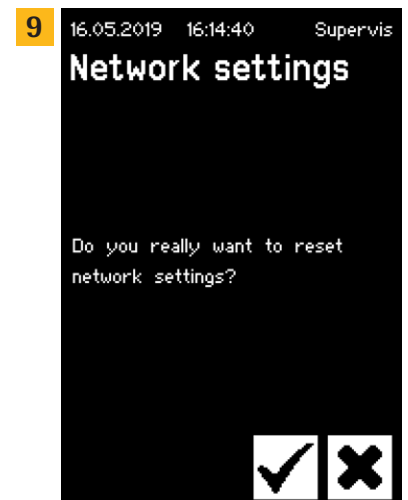 9
16.05.2019 16:14:40 Supervis
Network settings
Do you really want to reset
network settings?